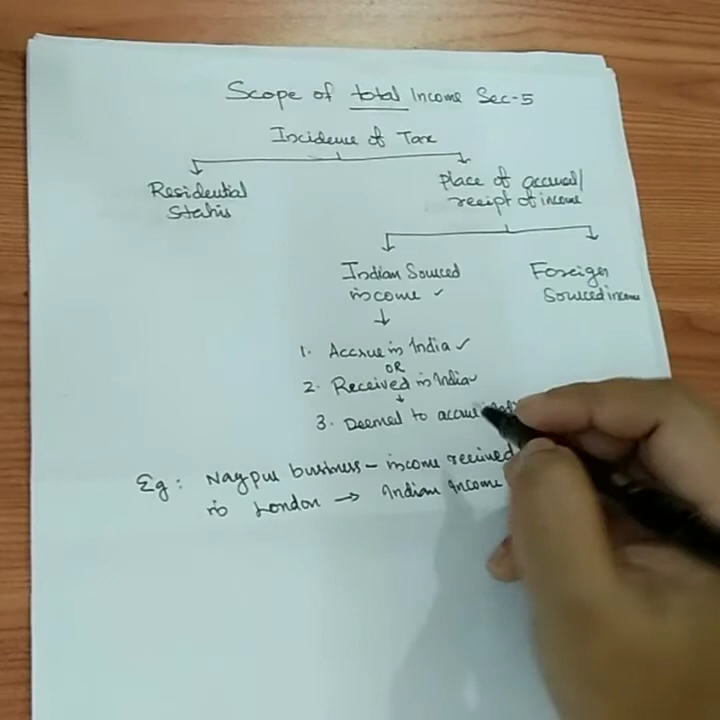 Scope of total Income Sec-5
Incidence of Tax
Residential
Status
Place of accrued/
receipt of income
Indian Sourced
income ✓
Foreign
Sourced income
1. Accrue in India ✓
OR
2. Received in India ✓
3. Deemed to accrue
Eg: Nagpur business - income received
in London → Indian Income